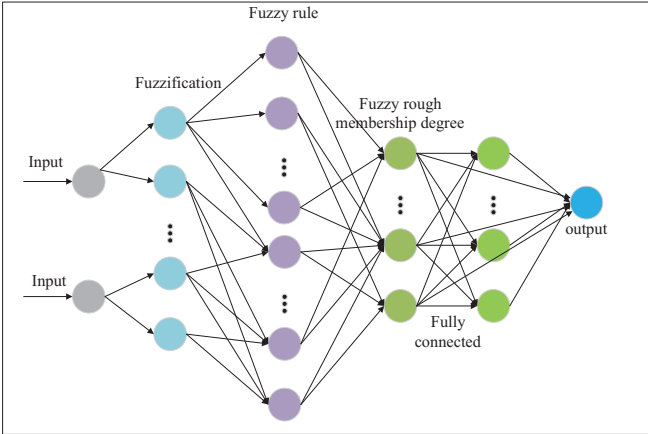 Fuzzy rule
Fuzzification
Fuzzy rough
membership degree
Input
output
Input
Fully
connected